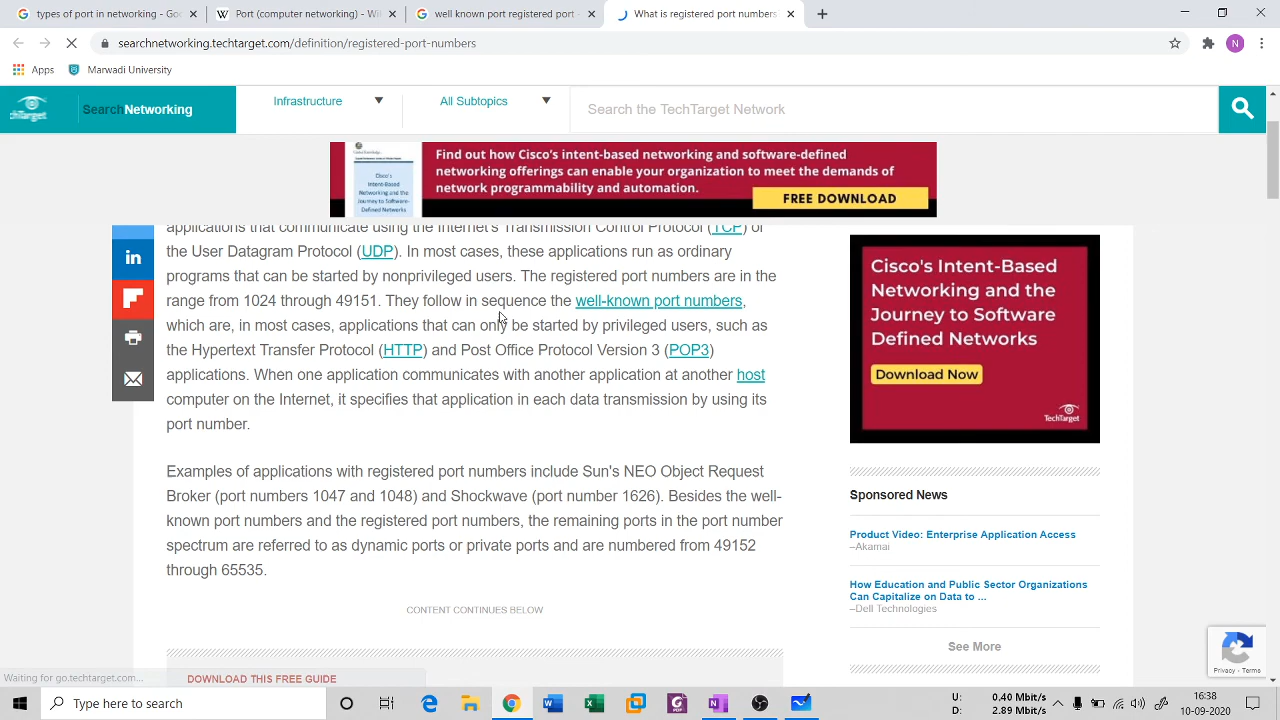 port types - Go
Port types - Wi
well known port numbers -
What is registered port numbers
searchnetworking.techtarget.com/definition/registered-port-numbers
N
Apps
Marwadi University
SearchNetworking
Infrastructure
All Subtopics
Search the TechTarget Network
Find out how Cisco's intent-based networking and software-defined
networking offerings can enable your organization to meet the demands of
network programmability and automation.
FREE DOWNLOAD
Cisco's
Intent-Based
Networking and the
Journey to Software-
Defined Networks
applications that communicate using the Internet's Transmission Control Protocol (TCP) or
the User Datagram Protocol (UDP). In most cases, these applications run as ordinary
programs that can be started by nonprivileged users. The registered port numbers are in the
range from 1024 through 49151. They follow in sequence the well-known port numbers,
which are, in most cases, applications that can only be started by privileged users, such as
the Hypertext Transfer Protocol (HTTP) and Post Office Protocol Version 3 (POP3)
applications. When one application communicates with another application at another host
computer on the Internet, it specifies that application in each data transmission by using its
port number.
Examples of applications with registered port numbers include Sun's NEO Object Request
Broker (port numbers 1047 and 1048) and Shockwave (port number 1626). Besides the well-
known port numbers and the registered port numbers, the remaining ports in the port number
spectrum are referred to as dynamic ports or private ports and are numbered from 49152
through 65535.
CONTENT CONTINUES BELOW
DOWNLOAD THIS FREE GUIDE
in
Cisco's Intent-Based
Networking and the
Journey to Software
Defined Networks
Download Now
TechTarget
Sponsored News
Product Video: Enterprise Application Access
–Akamai
How Education and Public Sector Organizations
Can Capitalize on Data to ...
–Dell Technologies
See More
Privacy - Terms
Waiting for go.techtarget.com...
Type here to search
U: 0.40 Mbit/s
D: 2.89 Mbit/s
16:38
10-09-2020